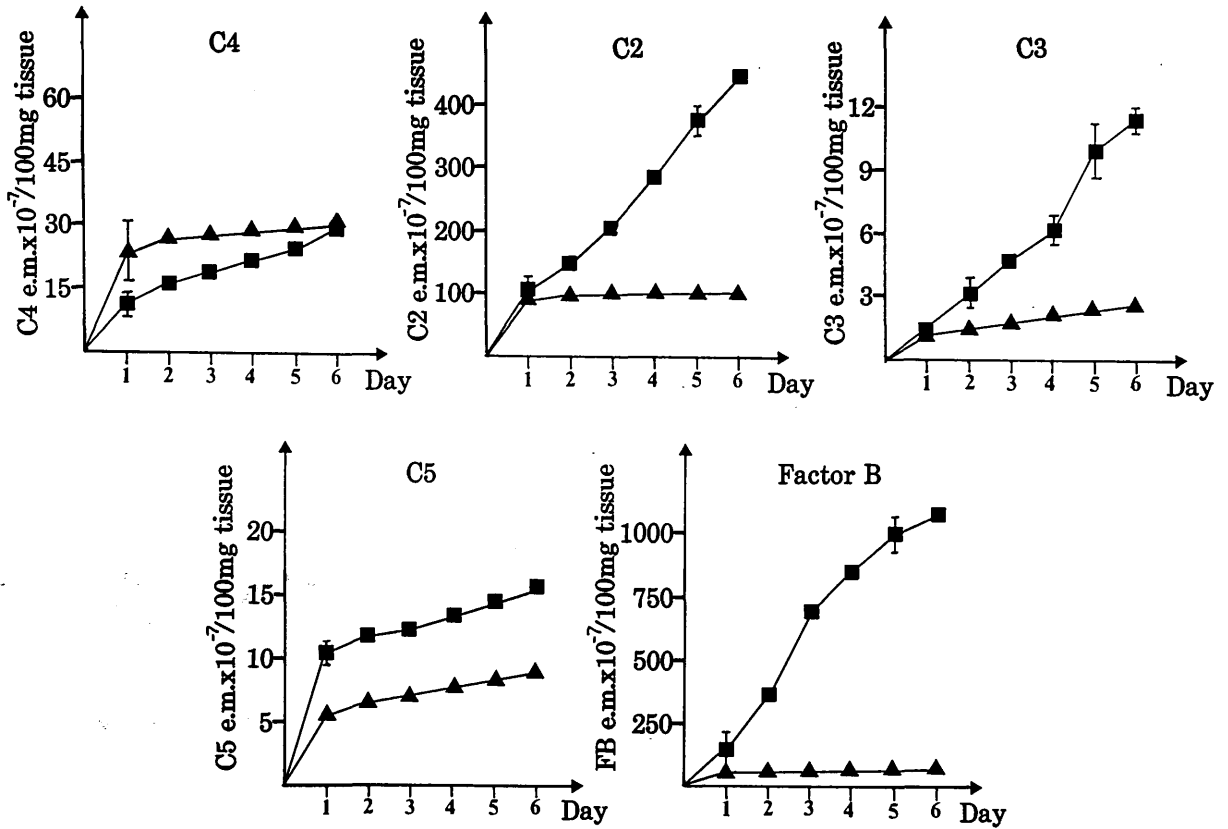 C4
C4 e.m.x10⁻⁷/100mg tissue
60
45
30
15
1 2 3 4 5 6 Day
C2
C2 e.m.x10⁻⁷/100mg tissue
400
300
200
100
1 2 3 4 5 6 Day
C3
C3 e.m.x10⁻⁷/100mg tissue
12
9
6
3
1 2 3 4 5 6 Day
C5
C5 e.m.x10⁻⁷/100mg tissue
20
15
10
5
1 2 3 4 5 6 Day
Factor B
FB e.m.x10⁻⁷/100mg tissue
1000
750
500
250
1 2 3 4 5 6 Day